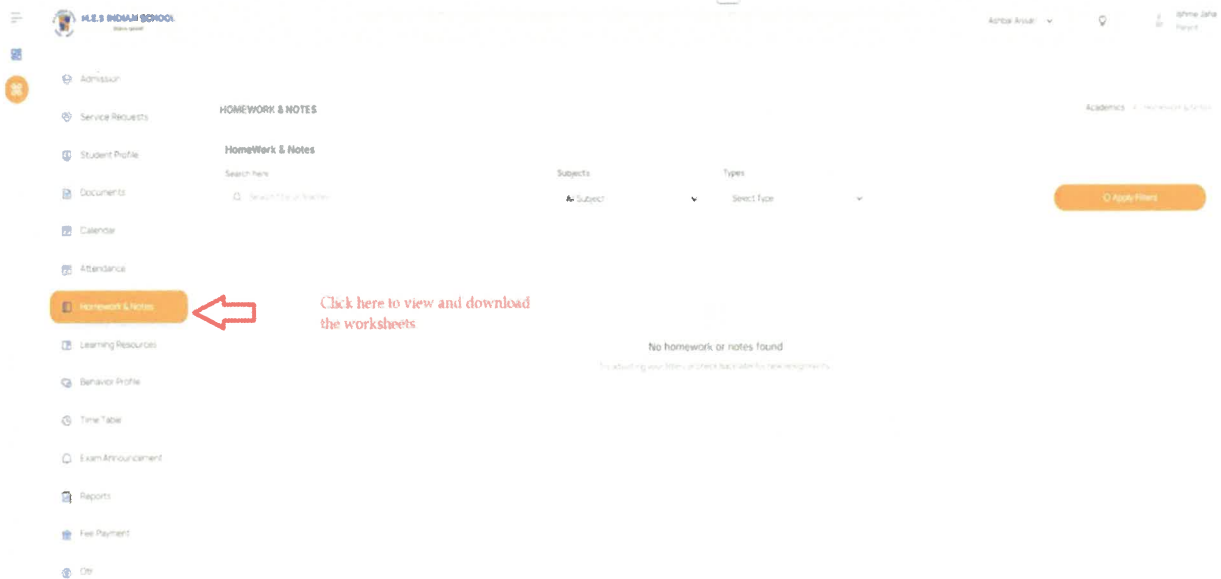 M.E.S INDIAN SCHOOL
Parent
Admission
Service Requests
Student Profile
Documents
Calendar
Attendance
Homework & Notes
Learning Resources
Behavior Profile
Time Table
Exam Announcement
Reports
Fee Payment
HOMEWORK & NOTES
Academics
HomeWork & Notes
Search here
Subjects
Types
Subject
Select Type
Apply Filters
Click here to view and download
the worksheets
No homework or notes found